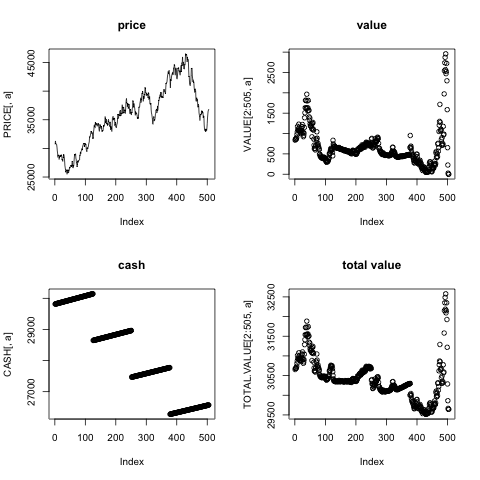 price
PRICE[, a]
25000 35000 45000
0 100 200 300 400 500
Index
value
VALUE[2:505, a]
0 500 1500 2500
0 100 200 300 400 500
Index
cash
CASH[, a]
27000 29000
0 100 200 300 400 500
Index
total value
TOTAL.VALUE[2:505, a]
29500 30500 31500 32500
0 100 200 300 400 500
Index